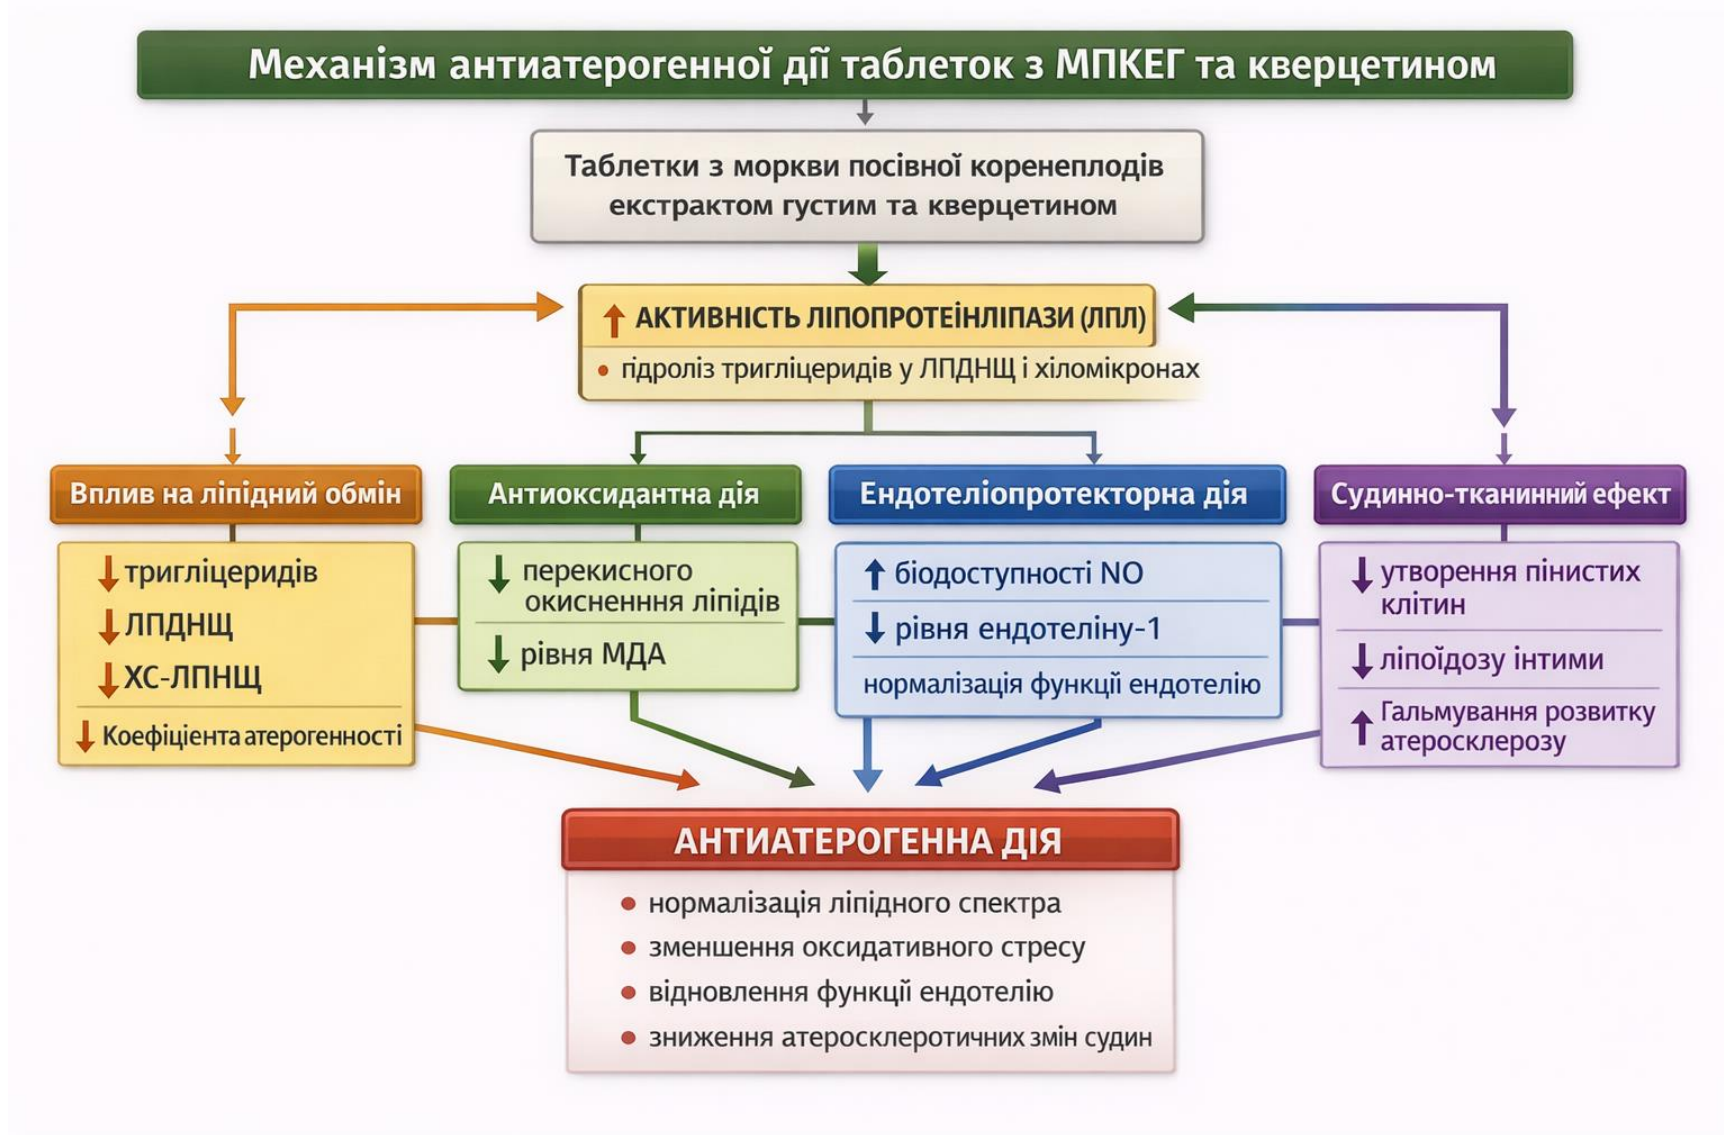 Механізм антиатерогенної дії таблеток з МПКЕГ та кверцетином
Таблетки з моркви посівної коренеплодів
екстрактом густим та кверцетином
↑ АКТИВНІСТЬ ЛІПОПРОТЕІНЛІПАЗИ (ЛПЛ)
• підроліз тригліцеридів у ЛПДНЩ і хіломікронах
Вплив на ліпідний обмін
↓ тригліцеридів
↓ ЛПДНЩ
↓ ХС-ЛПНЩ
↓ Коефіцієнта атерогенності
Антиоксидантна дія
↓ перекисного
окисненння ліпідів
↓ рівня МДА
Ендотеліопротекторна дія
↑ біодоступності NO
↓ рівня ендотеліну-1
нормалізація функції ендотелію
Судинно-тканинний ефект
↓ утворення пінистих
клітин
↓ ліпоїдозу інтими
↑ Гальмування розвитку
атеросклерозу
АНТИАТЕРОГЕННА ДІЯ
• нормалізація ліпідного спектра
• зменшення оксидативного стресу
• відновлення функції ендотелію
• зниження атеросклеротичних змін судин